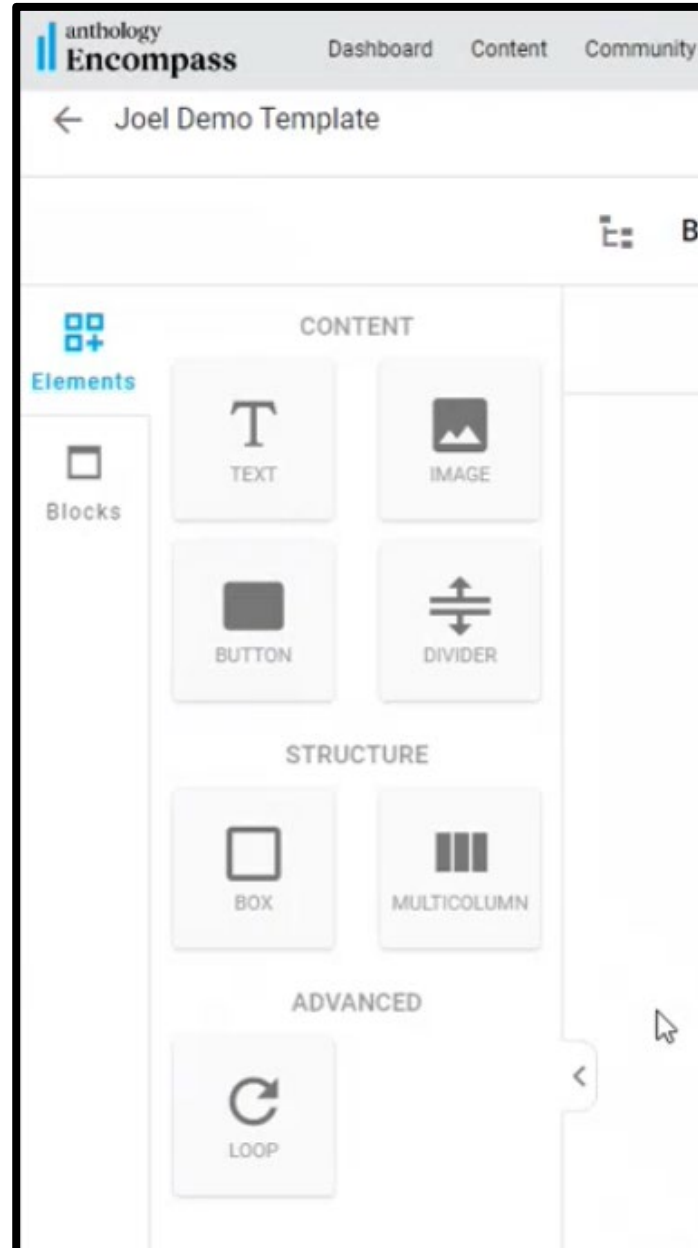 anthology
Encompass
Dashboard Content Community
Joel Demo Template
B
Elements
Blocks
CONTENT
TEXT IMAGE
BUTTON DIVIDER
STRUCTURE
BOX MULTICOLUMN
ADVANCED
LOOP